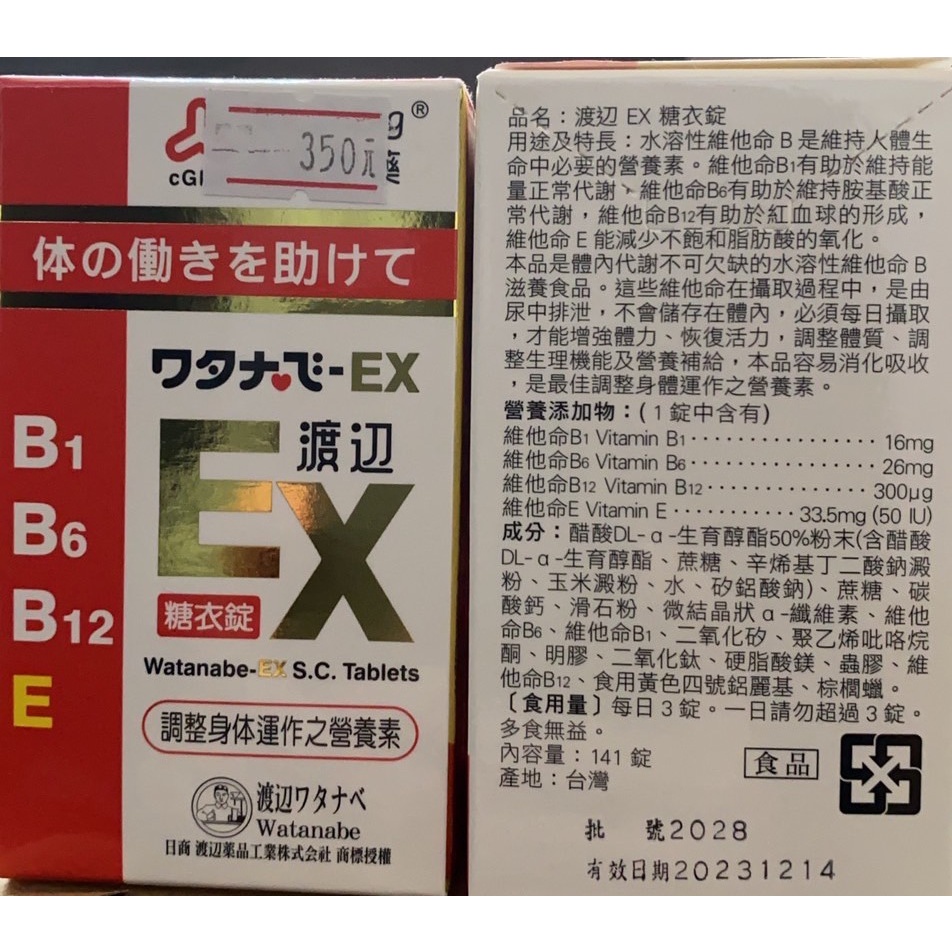 ®
350元
体の働きを助けて
ワタナベ-EX
EX
渡辺
B1
B6
B12
E
糖衣錠
Watanabe-EX S.C. Tablets
調整身体運作之營養素
渡辺ワタナベ
Watanabe
日商 渡辺薬品工業株式会社 商標授權
品名：渡辺 EX 糖衣錠
用途及特長：水溶性維他命 B 是維持人體生
命中必要的營養素。維他命B1有助於維持能
量正常代謝、維他命B6有助於維持胺基酸正
常代謝，維他命B12有助於紅血球的形成，
維他命 E 能減少不飽和脂肪酸的氧化。
本品是體內代謝不可欠缺的水溶性維他命 B
滋養食品。這些維他命在攝取過程中，是由
尿中排泄，不會儲存在體內，必須每日攝取
，才能增強體力、恢復活力，調整體質、調
整生理機能及營養補給，本品容易消化吸收
，是最佳調整身體運作之營養素。
營養添加物：(１錠中含有)
維他命B1 Vitamin B1 ················ 16mg
維他命B6 Vitamin B6 ················ 26mg
維他命B12 Vitamin B12 ·············· 300μg
維他命E Vitamin E ··········· 33.5mg (50 IU)
成分：醋酸DL-α-生育醇酯50%粉末(含醋酸
DL-α-生育醇酯、蔗糖、辛烯基丁二酸鈉澱
粉、玉米澱粉、水、矽鋁酸鈉)、蔗糖、碳
酸鈣、滑石粉、微結晶狀α-纖維素、維他
命B6、維他命B1、二氧化矽、聚乙烯吡咯烷
酮、明膠、二氧化鈦、硬脂酸鎂、蟲膠、維
他命B12、食用黃色四號鋁麗基、棕櫚蠟。
〔食用量〕每日３錠。一日請勿超過３錠。
多食無益。
內容量：141 錠
產地：台灣
食品
批　號2028
有效日期20231214